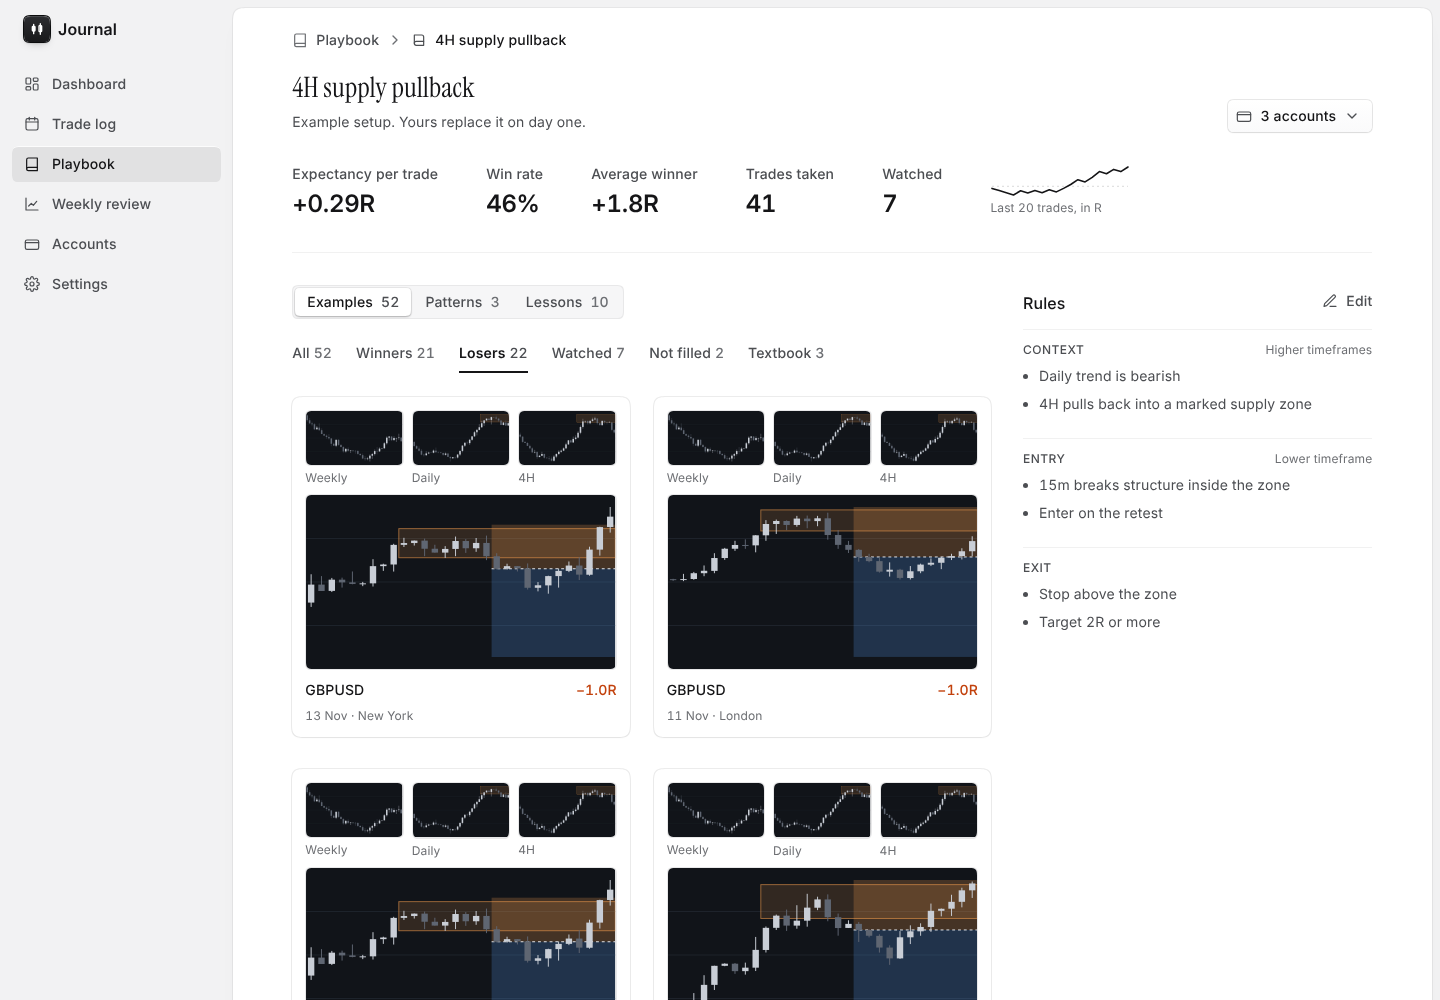 Journal
Dashboard
Trade log
Playbook
Weekly review
Accounts
Settings
Playbook > 4H supply pullback
4H supply pullback
Example setup. Yours replace it on day one.
3 accounts
Expectancy per trade
+0.29R
Win rate
46%
Average winner
+1.8R
Trades taken
41
Watched
7
Last 20 trades, in R
Examples 52
Patterns 3
Lessons 10
All 52
Winners 21
Losers 22
Watched 7
Not filled 2
Textbook 3
Weekly
Daily
4H
GBPUSD
−1.0R
13 Nov · New York
Weekly
Daily
4H
GBPUSD
−1.0R
11 Nov · London
Weekly
Daily
4H
Weekly
Daily
4H
Rules
Edit
CONTEXT
Higher timeframes
• Daily trend is bearish
• 4H pulls back into a marked supply zone
ENTRY
Lower timeframe
• 15m breaks structure inside the zone
• Enter on the retest
EXIT
• Stop above the zone
• Target 2R or more